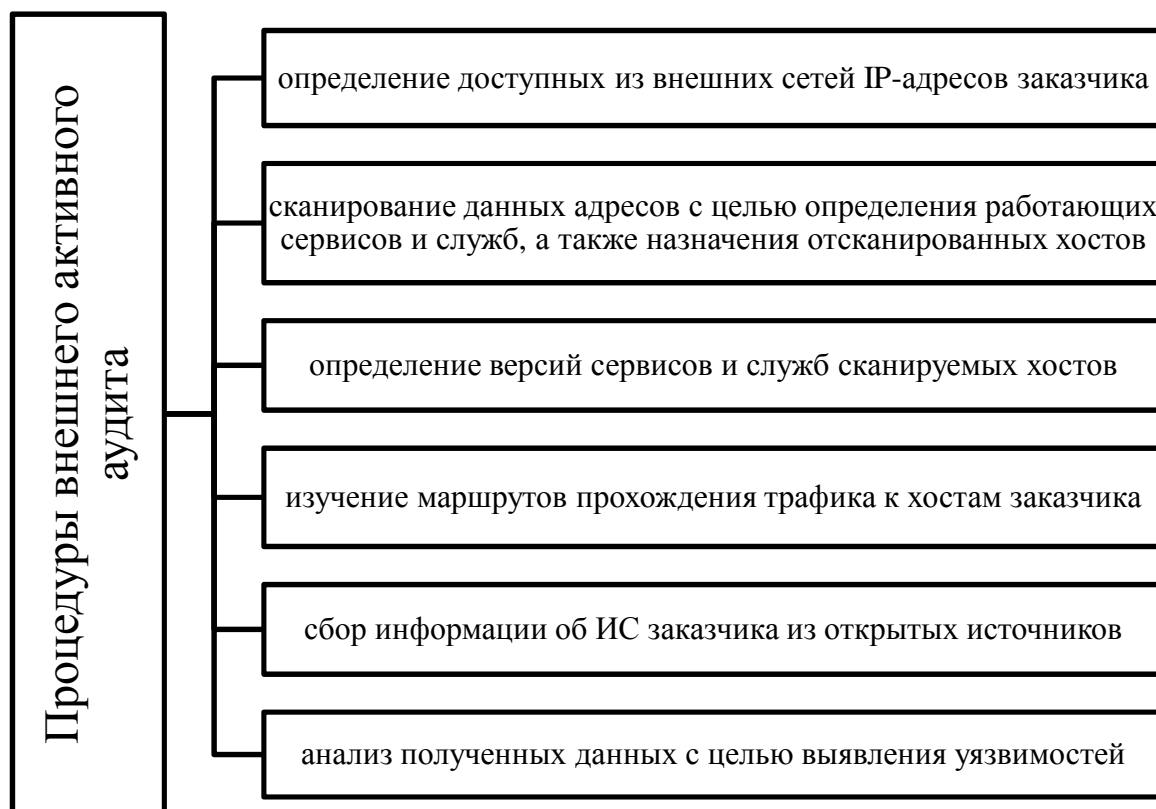 Процедуры внешнего активного
аудита
определение доступных из внешних сетей IP-адресов заказчика
сканирование данных адресов с целью определения работающих
сервисов и служб, а также назначения отсканированных хостов
определение версий сервисов и служб сканируемых хостов
изучение маршрутов прохождения трафика к хостам заказчика
сбор информации об ИС заказчика из открытых источников
анализ полученных данных с целью выявления уязвимостей